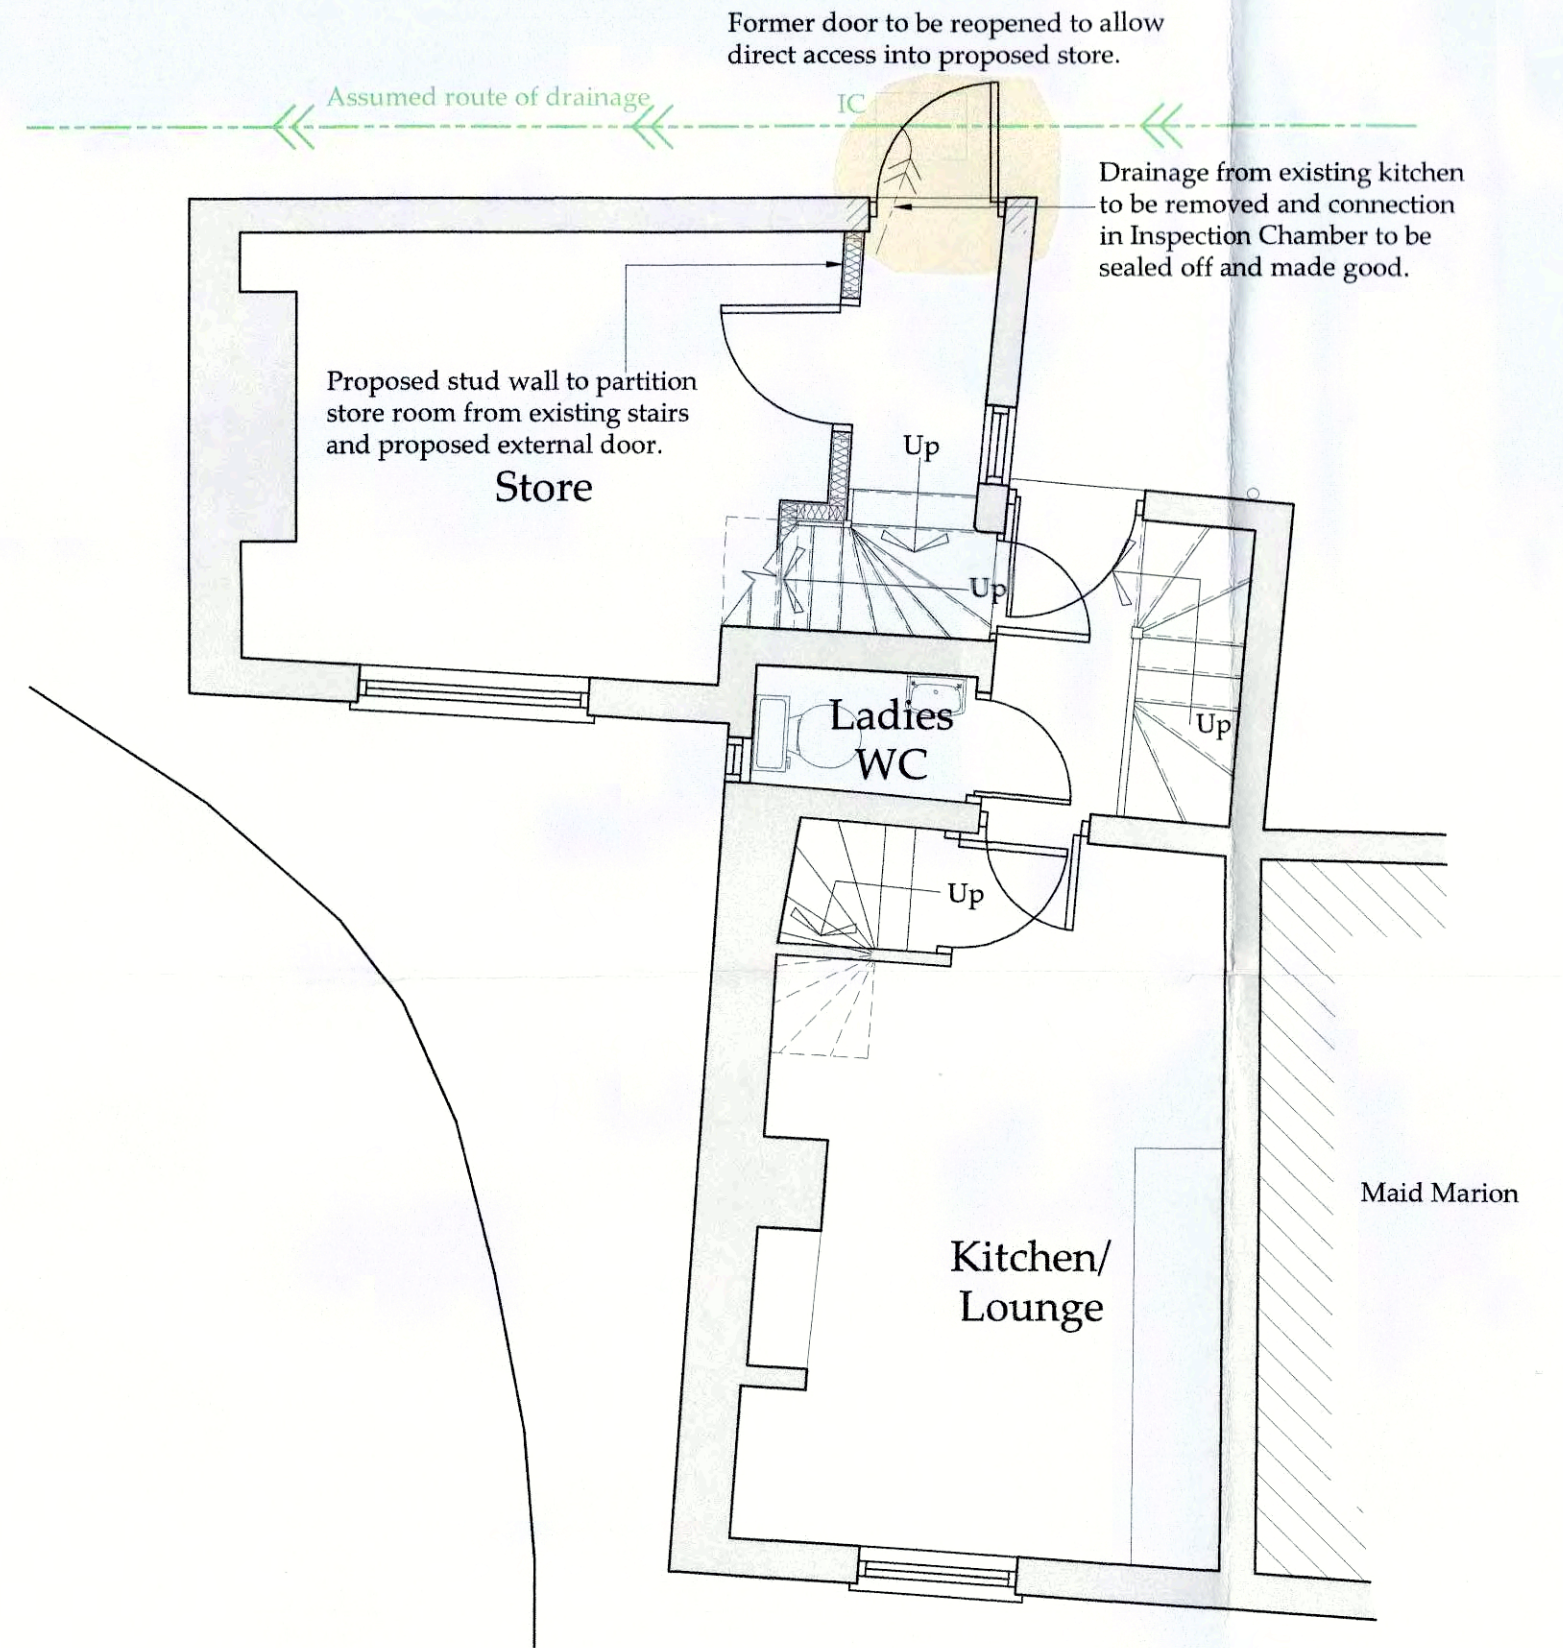 Former door to be reopened to allow
direct access into proposed store.
Assumed route of drainage
IC
Drainage from existing kitchen
to be removed and connection
in Inspection Chamber to be
sealed off and made good.
Proposed stud wall to partition
store room from existing stairs
and proposed external door.
Store
Up
Up
Up
Ladies
WC
Up
Maid Marion
Kitchen/
Lounge